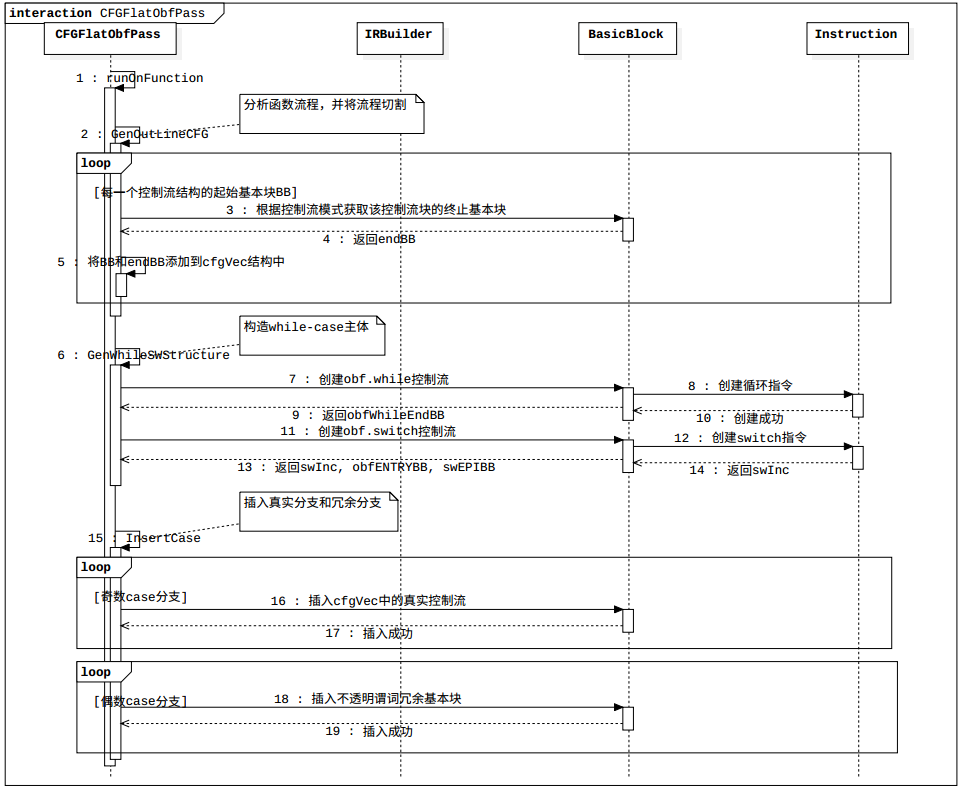 interaction CFGFlatObfPass
CFGFlatObfPass
IRBuilder
BasicBlock
Instruction
1 : runOnFunction
分析函数流程，并将流程切割
2 : GenOutLineCFG
loop
[每一个控制流结构的起始基本块BB]
3 : 根据控制流模式获取该控制流块的终止基本块
4 : 返回endBB
5 : 将BB和endBB添加到cfgVec结构中
构造while-case主体
6 : GenWhileSWStructure
7 : 创建obf.while控制流
8 : 创建循环指令
9 : 返回obfWhileEndBB
10 : 创建成功
11 : 创建obf.switch控制流
12 : 创建switch指令
13 : 返回swInc, obfENTRYBB, swEPIBB
14 : 返回swInc
插入真实分支和冗余分支
15 : InsertCase
loop
[奇数case分支]
16 : 插入cfgVec中的真实控制流
17 : 插入成功
loop
[偶数case分支]
18 : 插入不透明谓词冗余基本块
19 : 插入成功